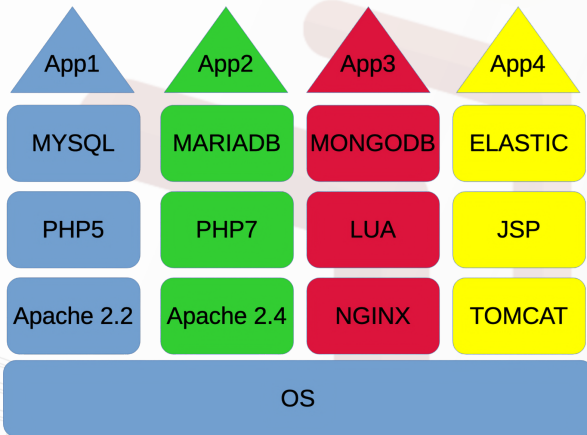 App1
App2
App3
App4
MYSQL
MARIADB
MONGODB
ELASTIC
PHP5
PHP7
LUA
JSP
Apache 2.2
Apache 2.4
NGINX
TOMCAT
OS